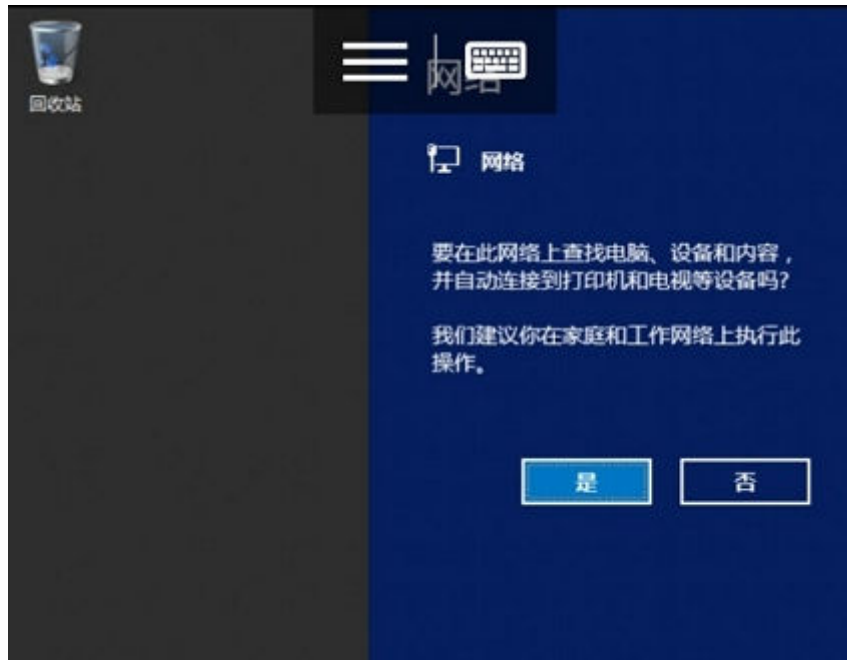 回收站
网络
网络
要在此网络上查找电脑、设备和内容，
并自动连接到打印机和电视等设备吗?
我们建议你在家庭和工作网络上执行此
操作。
是
否